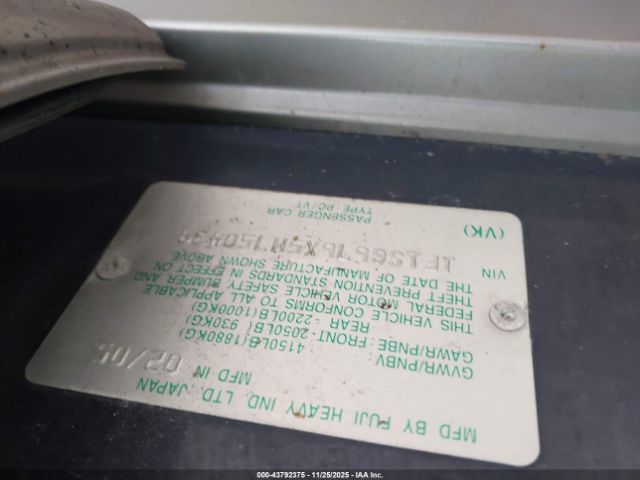 MFD BY FUJI HEAVY IND. LTD. JAPAN
MFD IN 02/05
GVWR/PNBV 4150LB(1880KG)
GAWR/PNBE: FRONT-2050LB( 930KG)
REAR -2200LB(1000KG)
THIS VEHICLE CONFORMS TO ALL APPLICABLE
FEDERAL MOTOR VEHICLE SAFETY BUMPER AND
THEFT PREVENTION STANDARDS IN EFFECT ON
THE DATE OF MANUFACTURE SHOWN ABOVE
VIN JF1SG676X5H750439
(VK) PASSENGER CAR
TYPE PC/VT
000-43792375 - 11/25/2025 - IAA Inc.